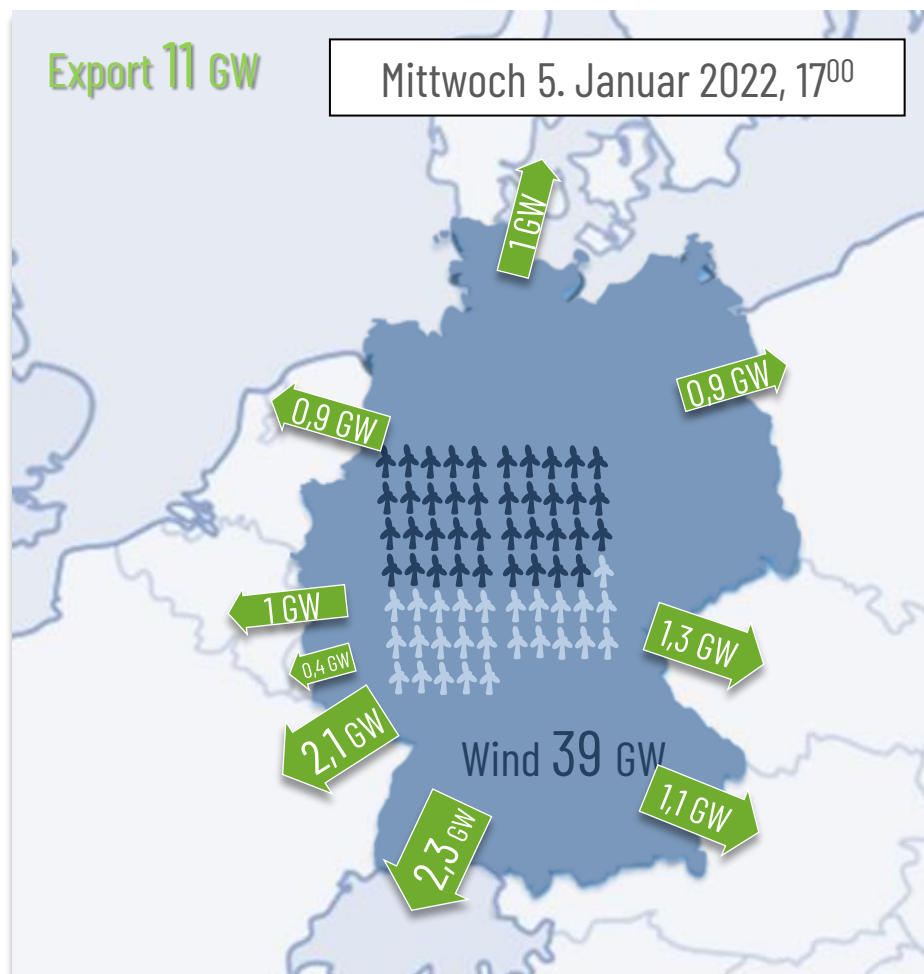 Export 11 GW
Mittwoch 5. Januar 2022, 17⁰⁰
1 GW
0,9 GW
0,9 GW
1 GW
1,3 GW
0,4 GW
2,1 GW
Wind 39 GW
1,1 GW
2,3 GW